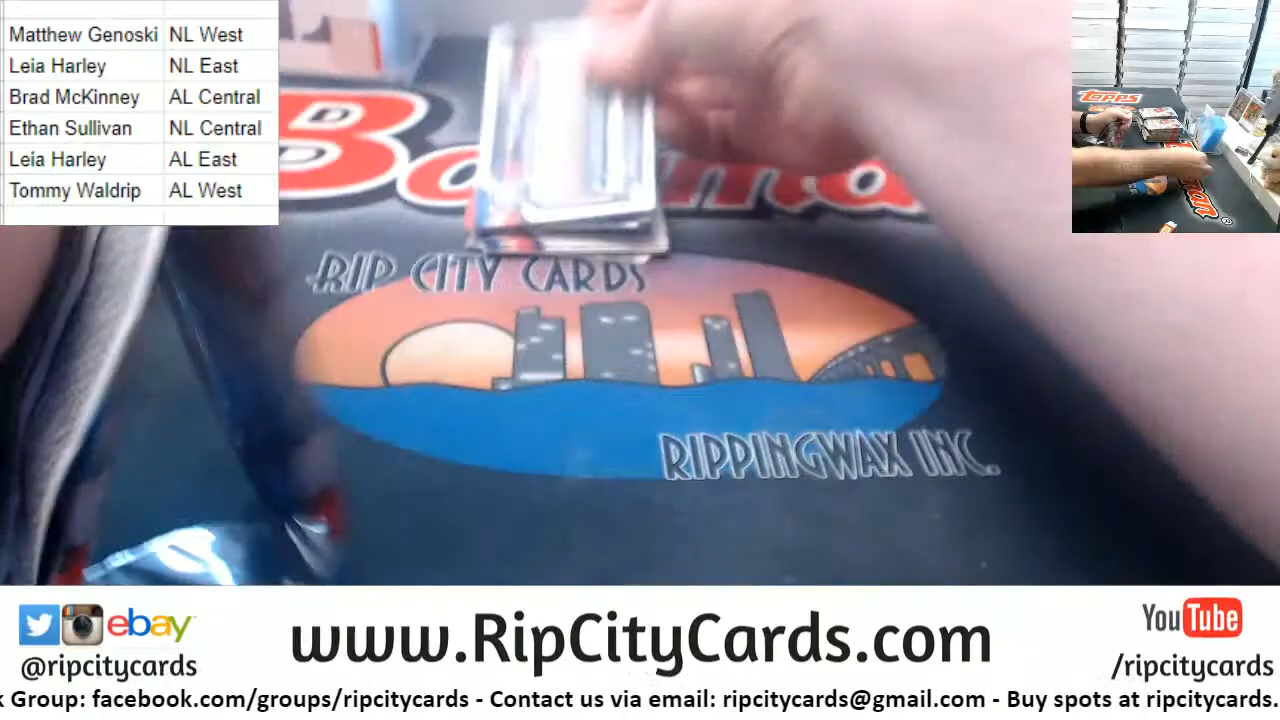 Matthew Genoski NL West
Leia Harley NL East
Brad McKinney AL Central
Ethan Sullivan NL Central
Leia Harley AL East
Tommy Waldrip AL West
Topps
RIP CITY CARDS
RIPPINGWAX INC.
ebay
@ripcitycards
www.RipCityCards.com
YouTube
/ripcitycards
k Group: facebook.com/groups/ripcitycards - Contact us via email: ripcitycards@gmail.com - Buy spots at ripcitycards.